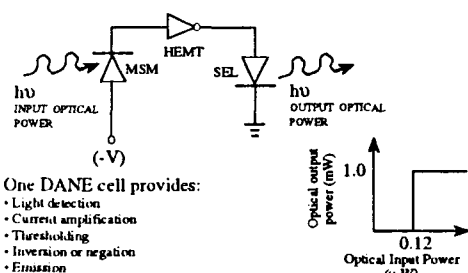 HEMT
MSM
SEL
hυ
INPUT OPTICAL
POWER
hυ
OUTPUT OPTICAL
POWER
(-V)
One DANE cell provides:
• Light detection
• Current amplification
• Thresholding
• Inversion or negation
• Emission
Optical output
power (mW)
1.0
0.12
Optical Input Power